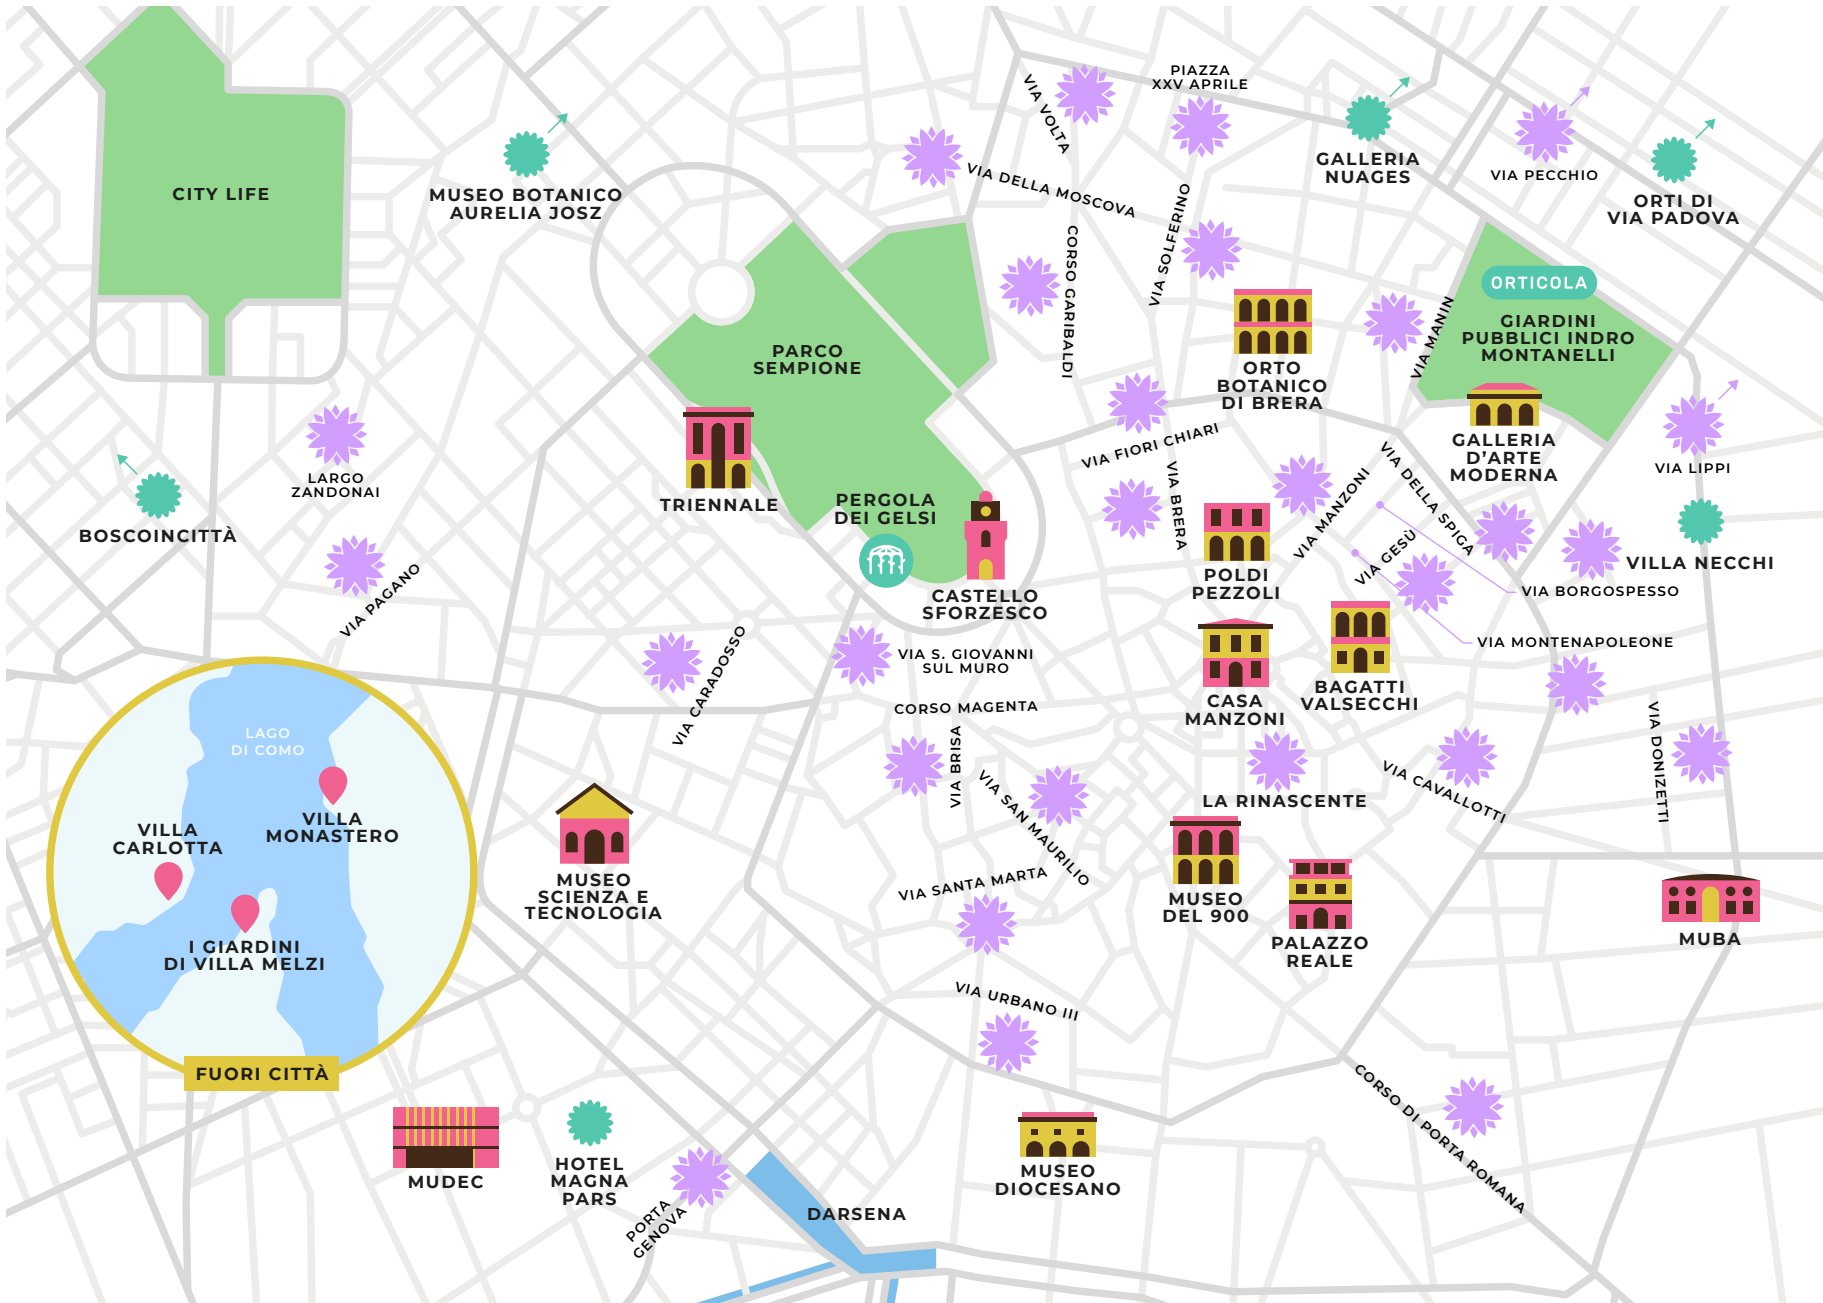 CITY LIFE
MUSEO BOTANICO
AURELIA JOSZ
VIA VOLTA
PIAZZA
XXV APRILE
GALLERIA
NUAGES
VIA PECCHIO
ORTI DI
VIA PADOVA
VIA DELLA MOSCOVA
VIA SOLFERINO
CORSO GARIBALDI
VIA MANIN
ORTICOLA
GIARDINI
PUBBLICI INDRO
MONTANELLI
PARCO
SEMPIONE
ORTO
BOTANICO
DI BRERA
GALLERIA
D'ARTE
MODERNA
VIA LIPPI
LARGO
ZANDONAI
BOSCOINCITTÀ
TRIENNALE
PERGOLA
DEI GELSI
VIA FIORI CHIARI
VIA BRERA
VIA MANZONI
VIA DELLA SPIGA
VIA GESÙ
VILLA NECCHI
VIA PAGANO
CASTELLO
SFORZESCO
POLDI
PEZZOLI
VIA BORGOSPESSO
VIA MONTENAPOLEONE
VIA CARADOSSO
VIA S. GIOVANNI
SUL MURO
CORSO MAGENTA
CASA
MANZONI
BAGATTI
VALSECCHI
VIA DONIZETTI
LAGO
DI COMO
VILLA
MONASTERO
VILLA
CARLOTTA
I GIARDINI
DI VILLA MELZI
FUORI CITTÀ
VIA BRISA
VIA SAN MAURILIO
LA RINASCENTE
VIA CAVALLOTTI
MUSEO
SCIENZA E
TECNOLOGIA
VIA SANTA MARTA
MUSEO
DEL 900
PALAZZO
REALE
MUBA
VIA URBANO III
CORSO DI PORTA ROMANA
MUDEC
HOTEL
MAGNA
PARS
PORTA
GENOVA
DARSENA
MUSEO
DIOCESANO